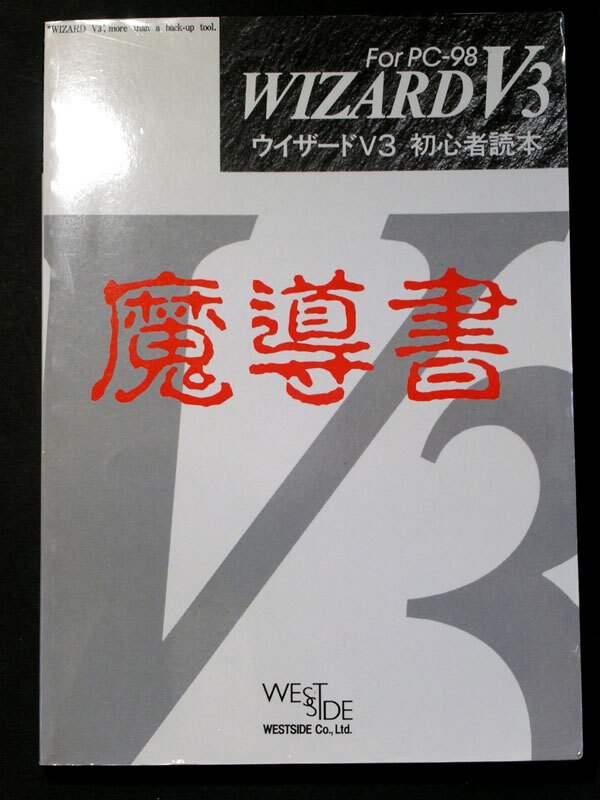 "WIZARD V3", more than a back-up tool.
For PC-98
WIZARD V3
ウイザードV3 初心者読本
魔導書
V3
WESTSIDE
WESTSIDE Co., Ltd.